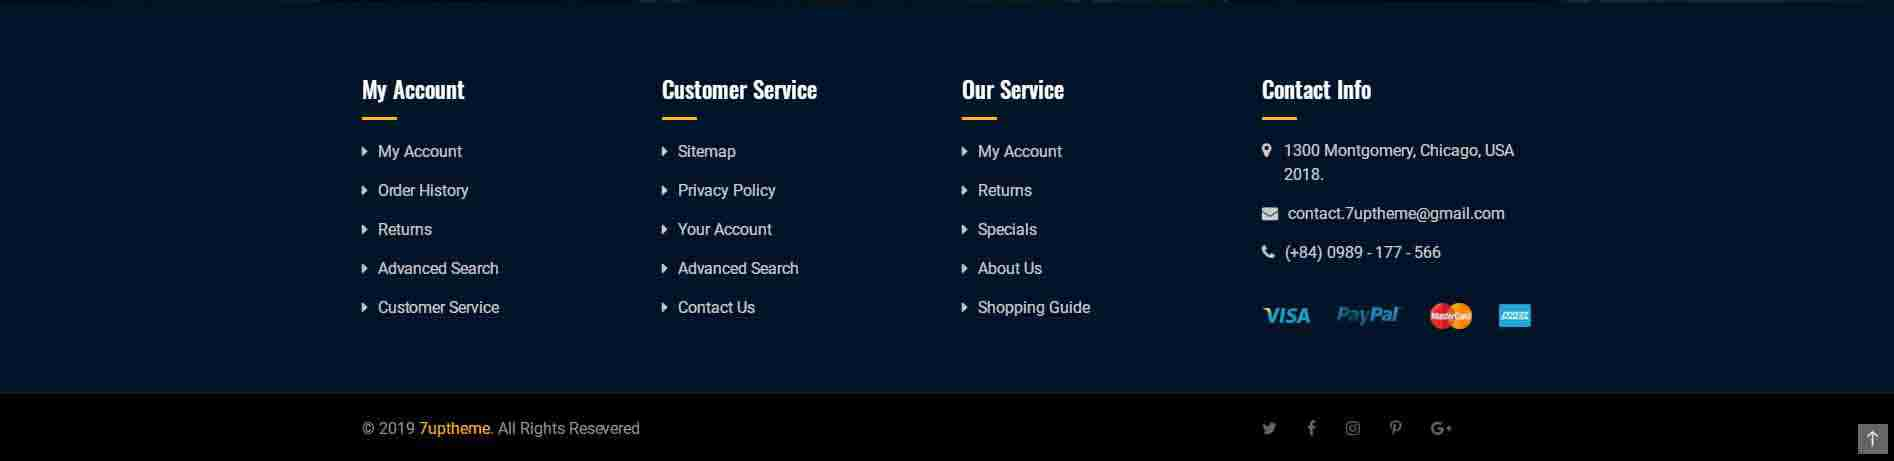 My Account
My Account
Order History
Returns
Advanced Search
Customer Service
Customer Service
Sitemap
Privacy Policy
Your Account
Advanced Search
Contact Us
Our Service
My Account
Returns
Specials
About Us
Shopping Guide
Contact Info
1300 Montgomery, Chicago, USA
2018.
contact.7uptheme@gmail.com
(+84) 0989 - 177 - 566
VISA PayPal MasterCard AMEX
© 2019 7uptheme. All Rights Resevered
G+